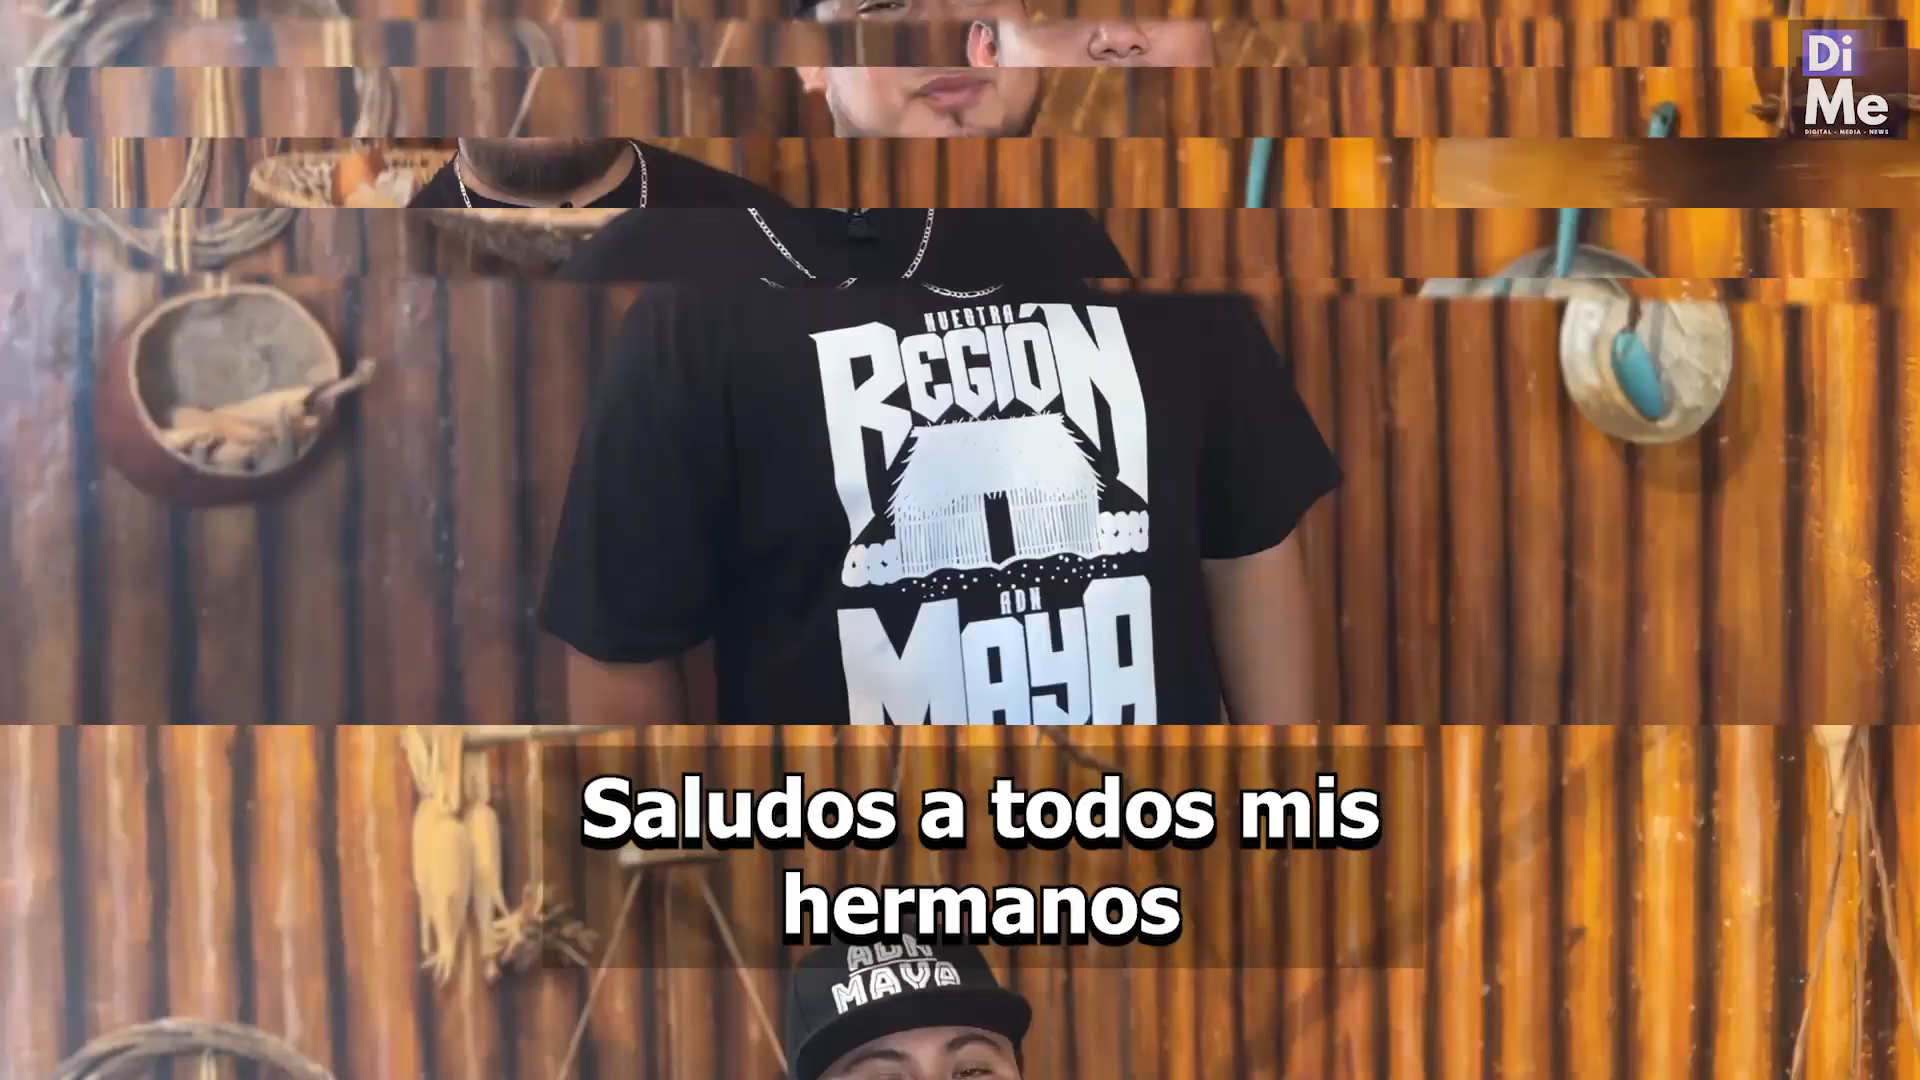 Di
Me
DIGITAL - MEDIA - NEWS
NUESTRA
REGIÓN
ADN
MAYA
Saludos a todos mis
hermanos
ADN
MAYA